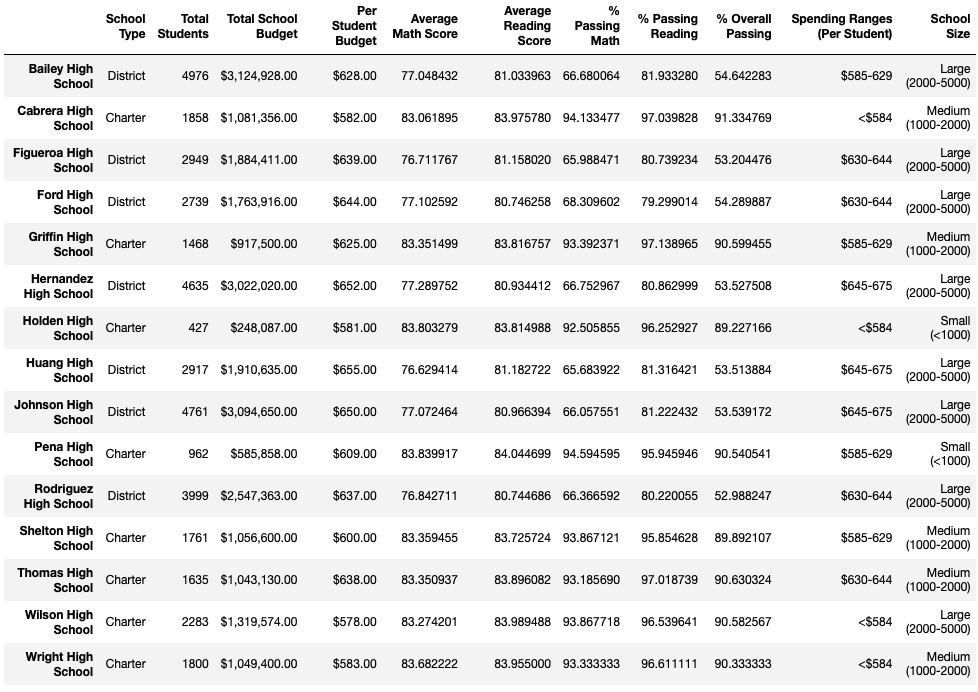 School Type Total Students Total School Budget Per Student Budget Average Math Score Average Reading Score % Passing Math % Passing Reading % Overall Passing Spending Ranges (Per Student) School Size
Bailey High School District 4976 $3,124,928.00 $628.00 77.048432 81.033963 66.680064 81.933280 54.642283 $585-629 Large (2000-5000)
Cabrera High School Charter 1858 $1,081,356.00 $582.00 83.061895 83.975780 94.133477 97.039828 91.334769 <$584 Medium (1000-2000)
Figueroa High School District 2949 $1,884,411.00 $639.00 76.711767 81.158020 65.988471 80.739234 53.204476 $630-644 Large (2000-5000)
Ford High School District 2739 $1,763,916.00 $644.00 77.102592 80.746258 68.309602 79.299014 54.289887 $630-644 Large (2000-5000)
Griffin High School Charter 1468 $917,500.00 $625.00 83.351499 83.816757 93.392371 97.138965 90.599455 $585-629 Medium (1000-2000)
Hernandez High School District 4635 $3,022,020.00 $652.00 77.289752 80.934412 66.752967 80.862999 53.527508 $645-675 Large (2000-5000)
Holden High School Charter 427 $248,087.00 $581.00 83.803279 83.814988 92.505855 96.252927 89.227166 <$584 Small (<1000)
Huang High School District 2917 $1,910,635.00 $655.00 76.629414 81.182722 65.683922 81.316421 53.513884 $645-675 Large (2000-5000)
Johnson High School District 4761 $3,094,650.00 $650.00 77.072464 80.966394 66.057551 81.222432 53.539172 $645-675 Large (2000-5000)
Pena High School Charter 962 $585,858.00 $609.00 83.839917 84.044699 94.594595 95.945946 90.540541 $585-629 Small (<1000)
Rodriguez High School District 3999 $2,547,363.00 $637.00 76.842711 80.744686 66.366592 80.220055 52.988247 $630-644 Large (2000-5000)
Shelton High School Charter 1761 $1,056,600.00 $600.00 83.359455 83.725724 93.867121 95.854628 89.892107 $585-629 Medium (1000-2000)
Thomas High School Charter 1635 $1,043,130.00 $638.00 83.350937 83.896082 93.185690 97.018739 90.630324 $630-644 Medium (1000-2000)
Wilson High School Charter 2283 $1,319,574.00 $578.00 83.274201 83.989488 93.867718 96.539641 90.582567 <$584 Large (2000-5000)
Wright High School Charter 1800 $1,049,400.00 $583.00 83.682222 83.955000 93.333333 96.611111 90.333333 <$584 Medium (1000-2000)